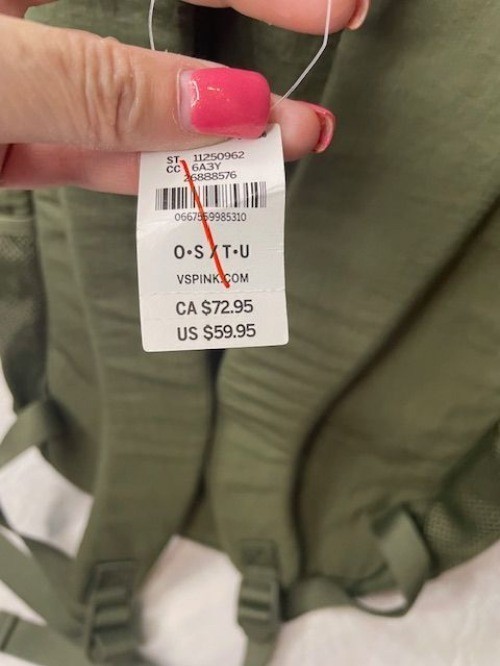 ST 11250962
CC 6A3Y
26888576
0667559985310
O•S/T•U
VSPINK.COM
CA $72.95
US $59.95